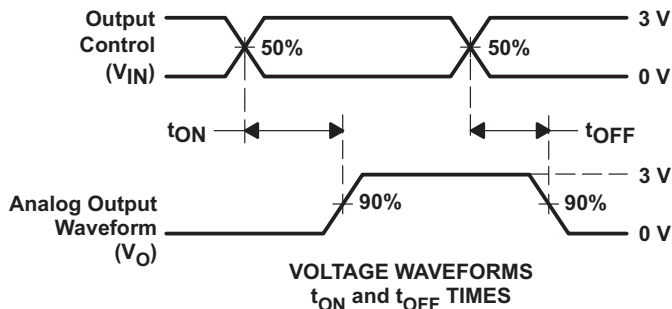 Output
Control
(VIN)
50%
50%
3 V
0 V
tON
tOFF
Analog Output
Waveform
(VO)
90%
90%
3 V
0 V
VOLTAGE WAVEFORMS
tON and tOFF TIMES